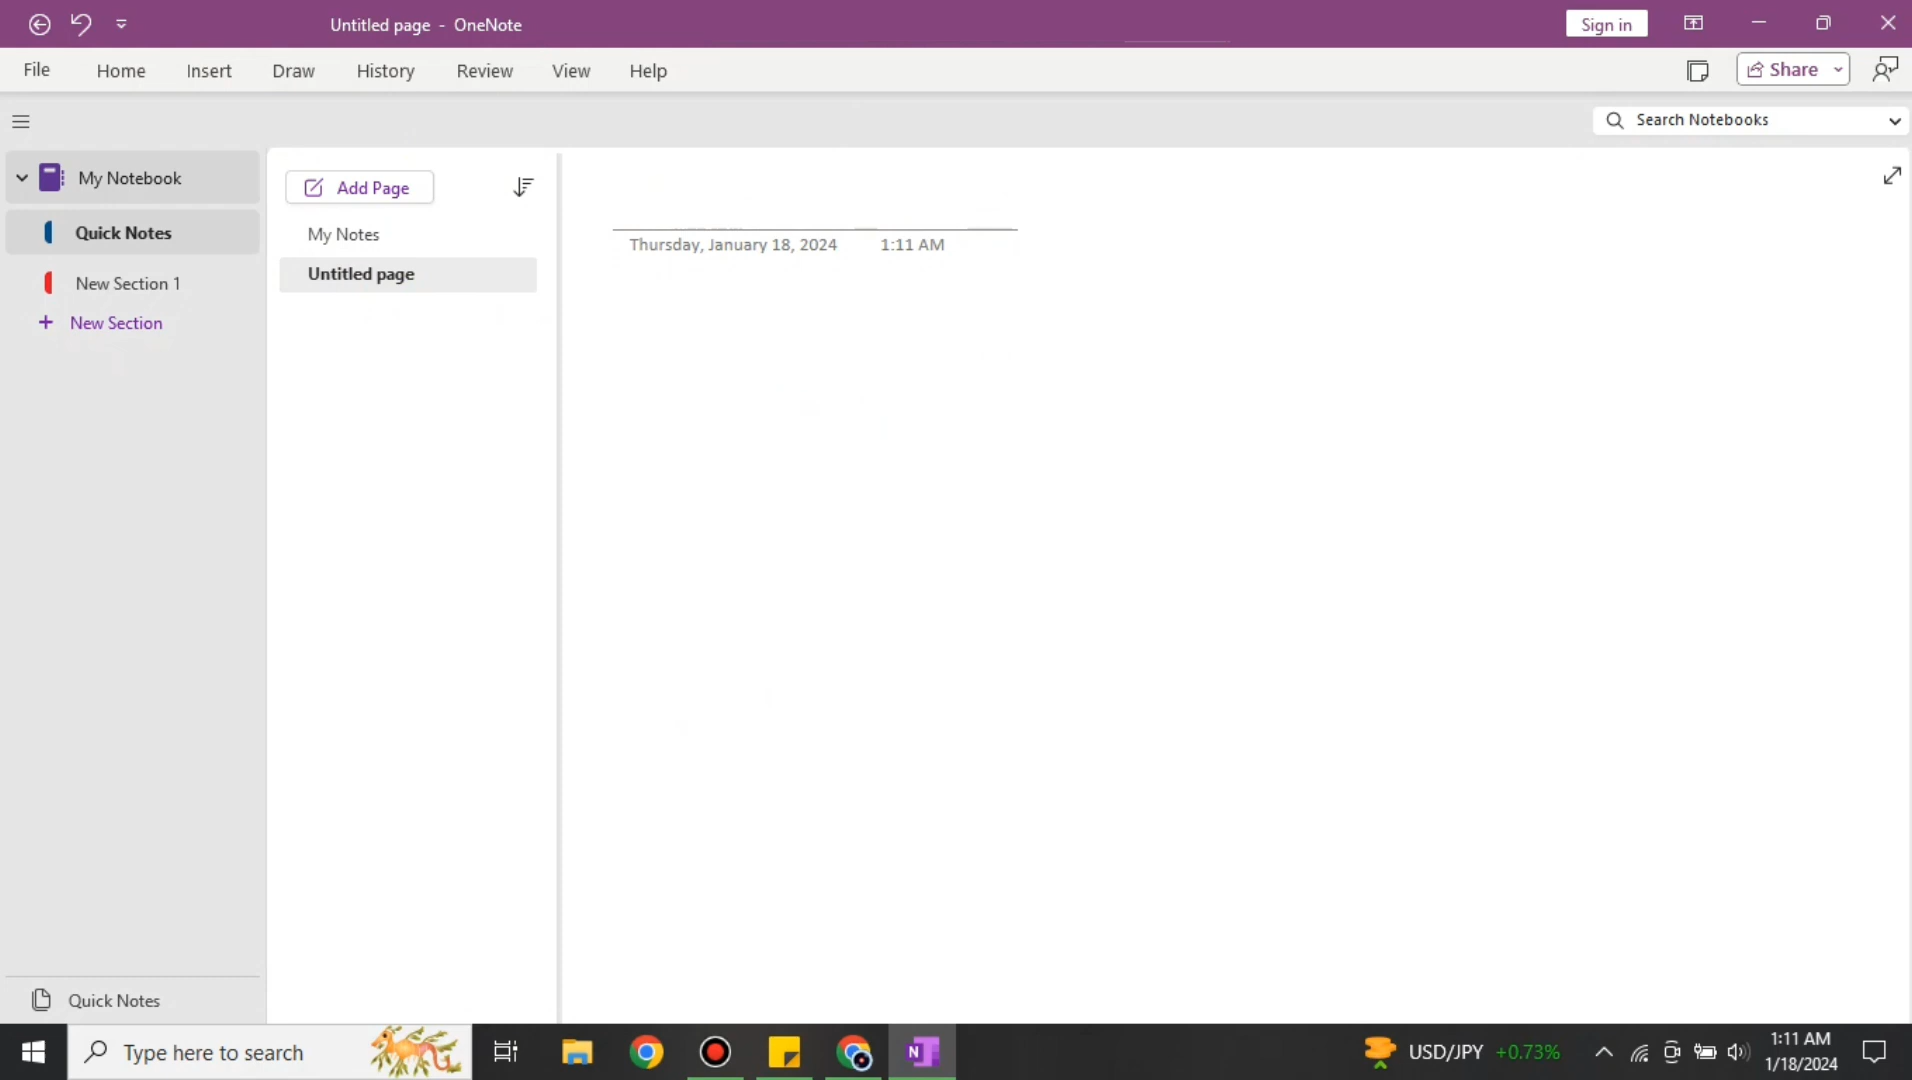 Untitled page - OneNote
Sign in
File Home Insert Draw History Review View Help
Share
Search Notebooks
My Notebook
Quick Notes
New Section 1
New Section
Add Page
My Notes
Untitled page
Thursday, January 18, 2024 1:11 AM
Quick Notes
Type here to search
N
USD/JPY +0.73%
1:11 AM
1/18/2024